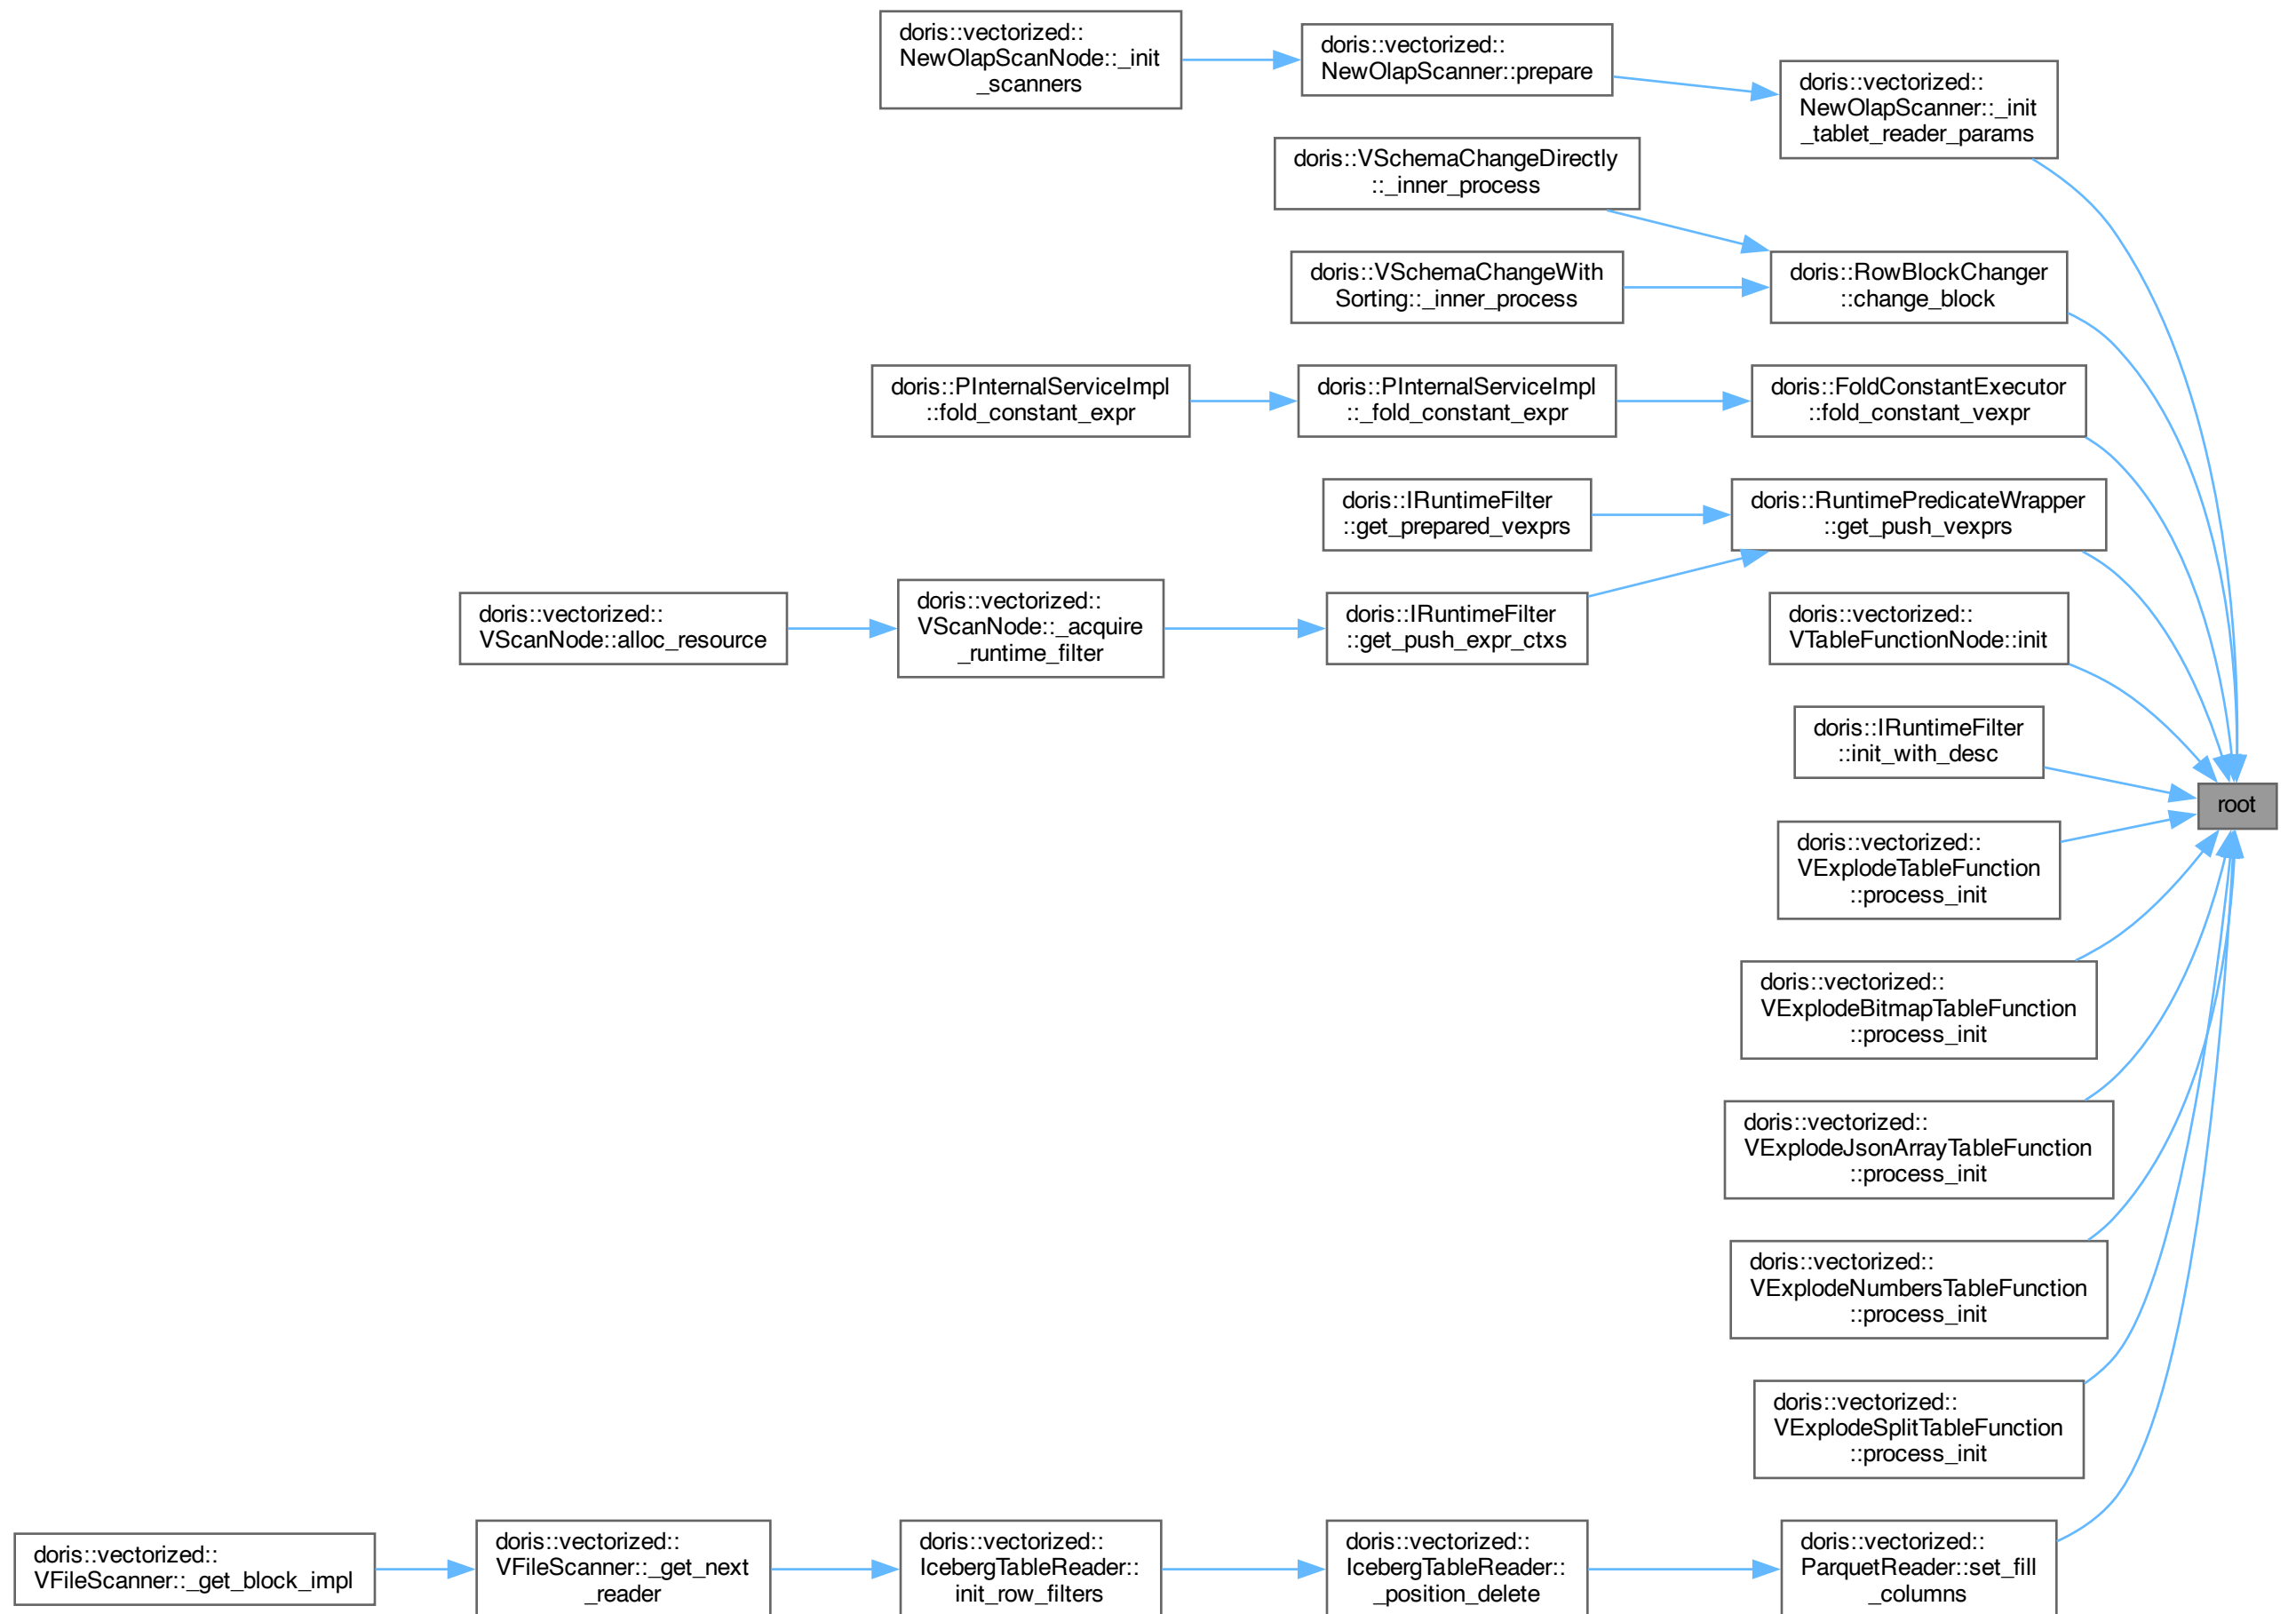 doris::vectorized::
NewOlapScanNode::_init
_scanners
doris::vectorized::
NewOlapScanner::prepare
doris::vectorized::
NewOlapScanner::_init
_tablet_reader_params
doris::VSchemaChangeDirectly
::_inner_process
doris::VSchemaChangeWith
Sorting::_inner_process
doris::RowBlockChanger
::change_block
doris::PInternalServiceImpl
::fold_constant_expr
doris::PInternalServiceImpl
::_fold_constant_expr
doris::FoldConstantExecutor
::fold_constant_vexpr
doris::IRuntimeFilter
::get_prepared_vexprs
doris::RuntimePredicateWrapper
::get_push_vexprs
doris::vectorized::
VScanNode::alloc_resource
doris::vectorized::
VScanNode::_acquire
_runtime_filter
doris::IRuntimeFilter
::get_push_expr_ctxs
doris::vectorized::
VTableFunctionNode::init
doris::IRuntimeFilter
::init_with_desc
root
doris::vectorized::
VExplodeTableFunction
::process_init
doris::vectorized::
VExplodeBitmapTableFunction
::process_init
doris::vectorized::
VExplodeJsonArrayTableFunction
::process_init
doris::vectorized::
VExplodeNumbersTableFunction
::process_init
doris::vectorized::
VExplodeSplitTableFunction
::process_init
doris::vectorized::
VFileScanner::_get_block_impl
doris::vectorized::
VFileScanner::_get_next
_reader
doris::vectorized::
IcebergTableReader::
init_row_filters
doris::vectorized::
IcebergTableReader::
_position_delete
doris::vectorized::
ParquetReader::set_fill
_columns